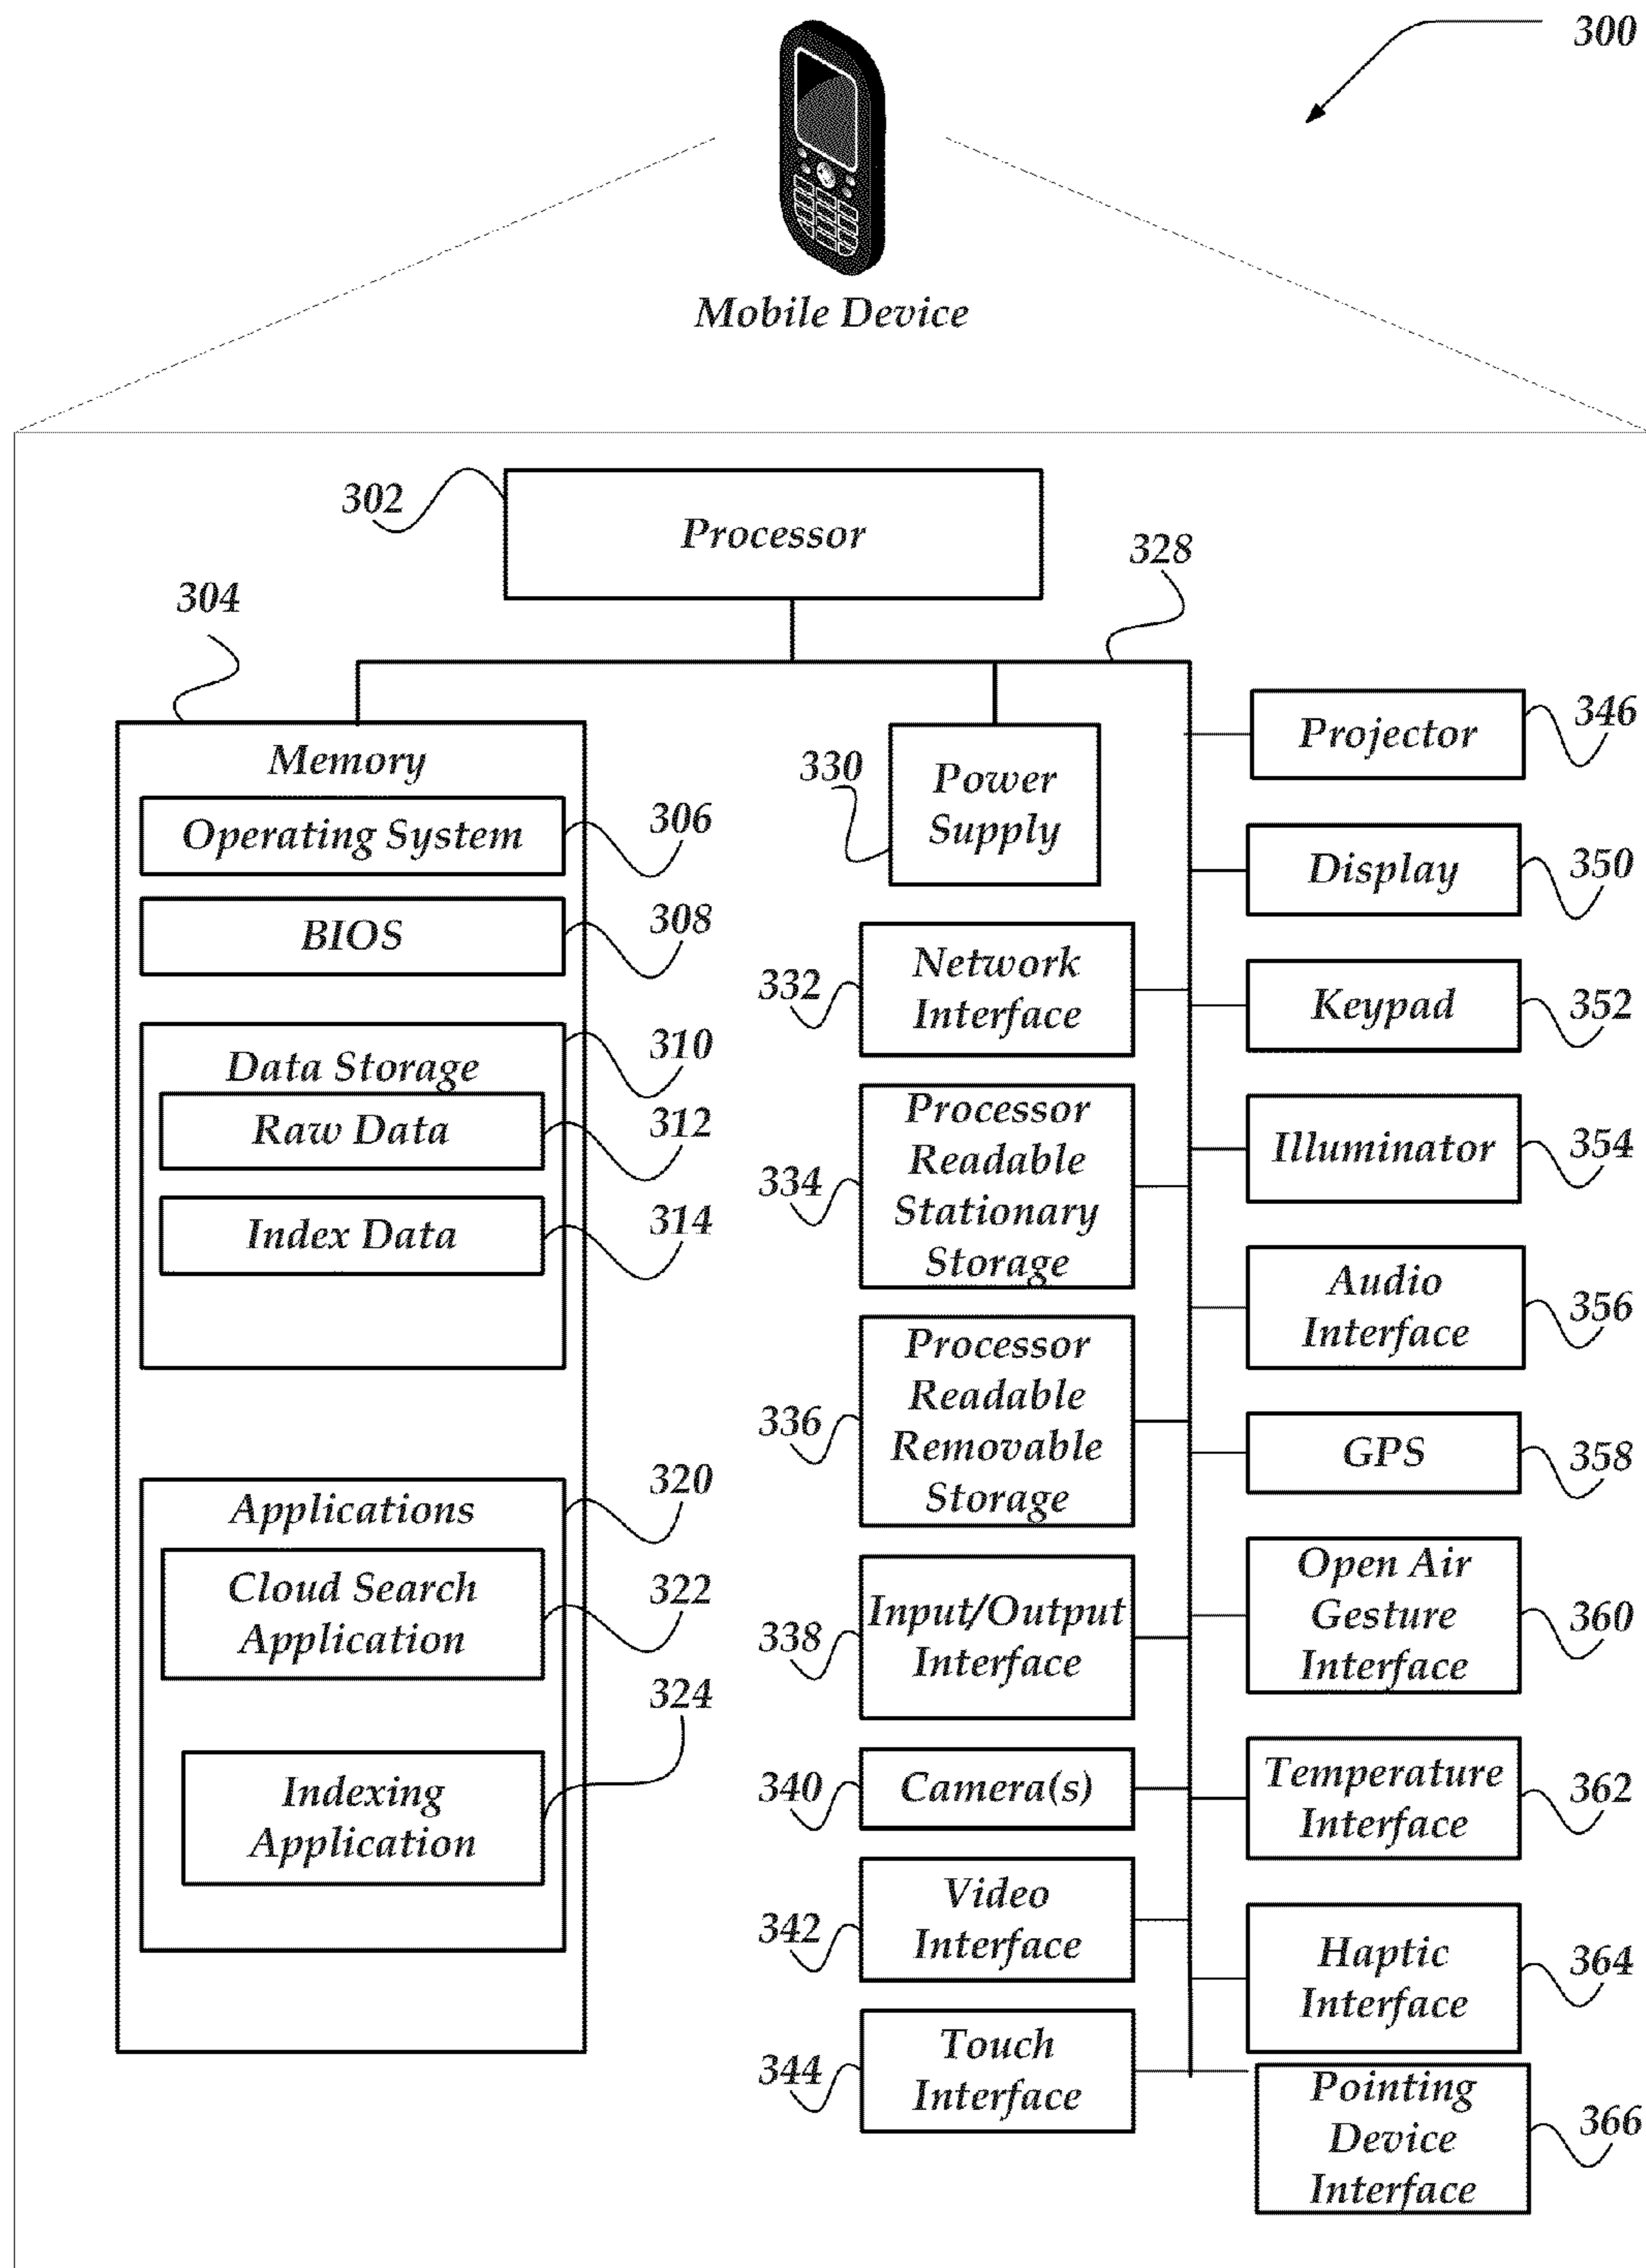 300
Mobile Device
302
Processor
328
304
Memory
Operating System
306
BIOS
308
Data Storage
310
Raw Data
312
Index Data
314
Applications
320
Cloud Search
Application
322
324
Indexing
Application
330
Power
Supply
332
Network
Interface
334
Processor
Readable
Stationary
Storage
336
Processor
Readable
Removable
Storage
338
Input/Output
Interface
340
Camera(s)
342
Video
Interface
344
Touch
Interface
Projector
346
Display
350
Keypad
352
Illuminator
354
Audio
Interface
356
GPS
358
Open Air
Gesture
Interface
360
Temperature
Interface
362
Haptic
Interface
364
Pointing
Device
Interface
366